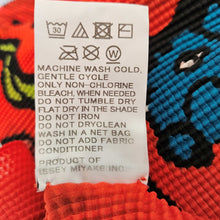 30
MACHINE WASH COLD,
GENTLE CYCLE
ONLY NON-CHLORINE
BLEACH, WHEN NEEDED
DO NOT TUMBLE DRY
FLAT DRY IN THE SHADE
DO NOT IRON
DO NOT DRYCLEAN
WASH IN A NET BAG
DO NOT ADD FABRIC
CONDITIONER
PRODUCT OF
ISSEY MIYAKE INC.